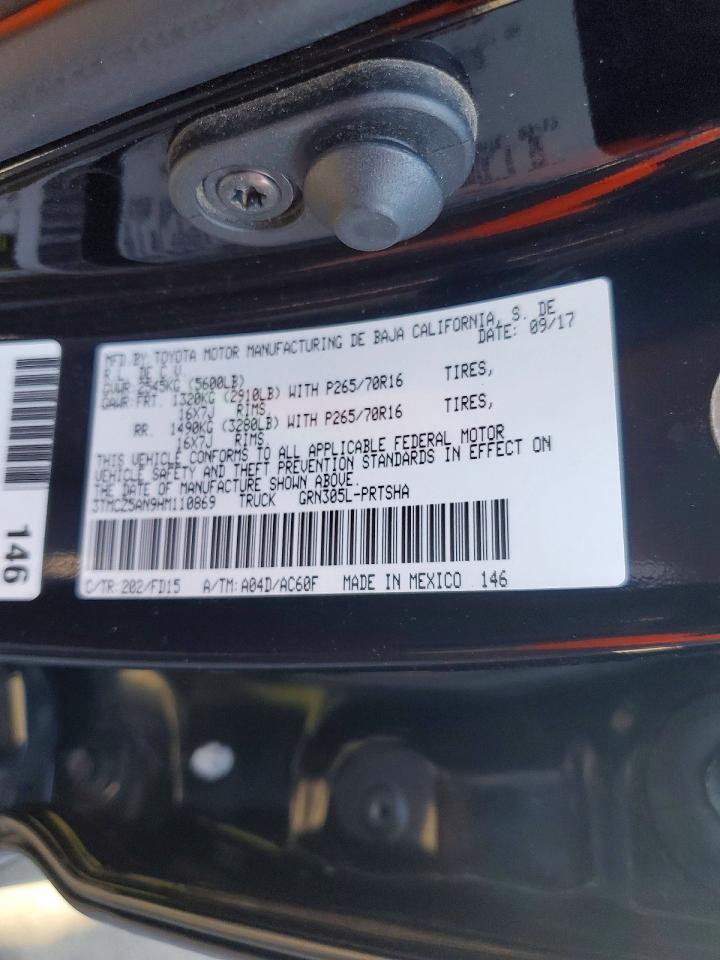 MFD BY: TOYOTA MOTOR MANUFACTURING DE BAJA CALIFORNIA, S. DE
R.L. DE C.V. DATE: 09/17
GVWR 2545KG (5600LB)
GAWR:FRT. 1320KG (2910LB) WITH P265/70R16 TIRES,
16X7J RIMS.
RR. 1490KG (3280LB) WITH P265/70R16 TIRES,
16X7J RIMS.
THIS VEHICLE CONFORMS TO ALL APPLICABLE FEDERAL MOTOR
VEHICLE SAFETY AND THEFT PREVENTION STANDARDS IN EFFECT ON
THE DATE OF MANUFACTURE SHOWN ABOVE.
3TMCZ5AN9HM110869 TRUCK GRN305L-PRTSHA
C/TR:202/FD15 A/TM:A04D/AC60F MADE IN MEXICO 146
146